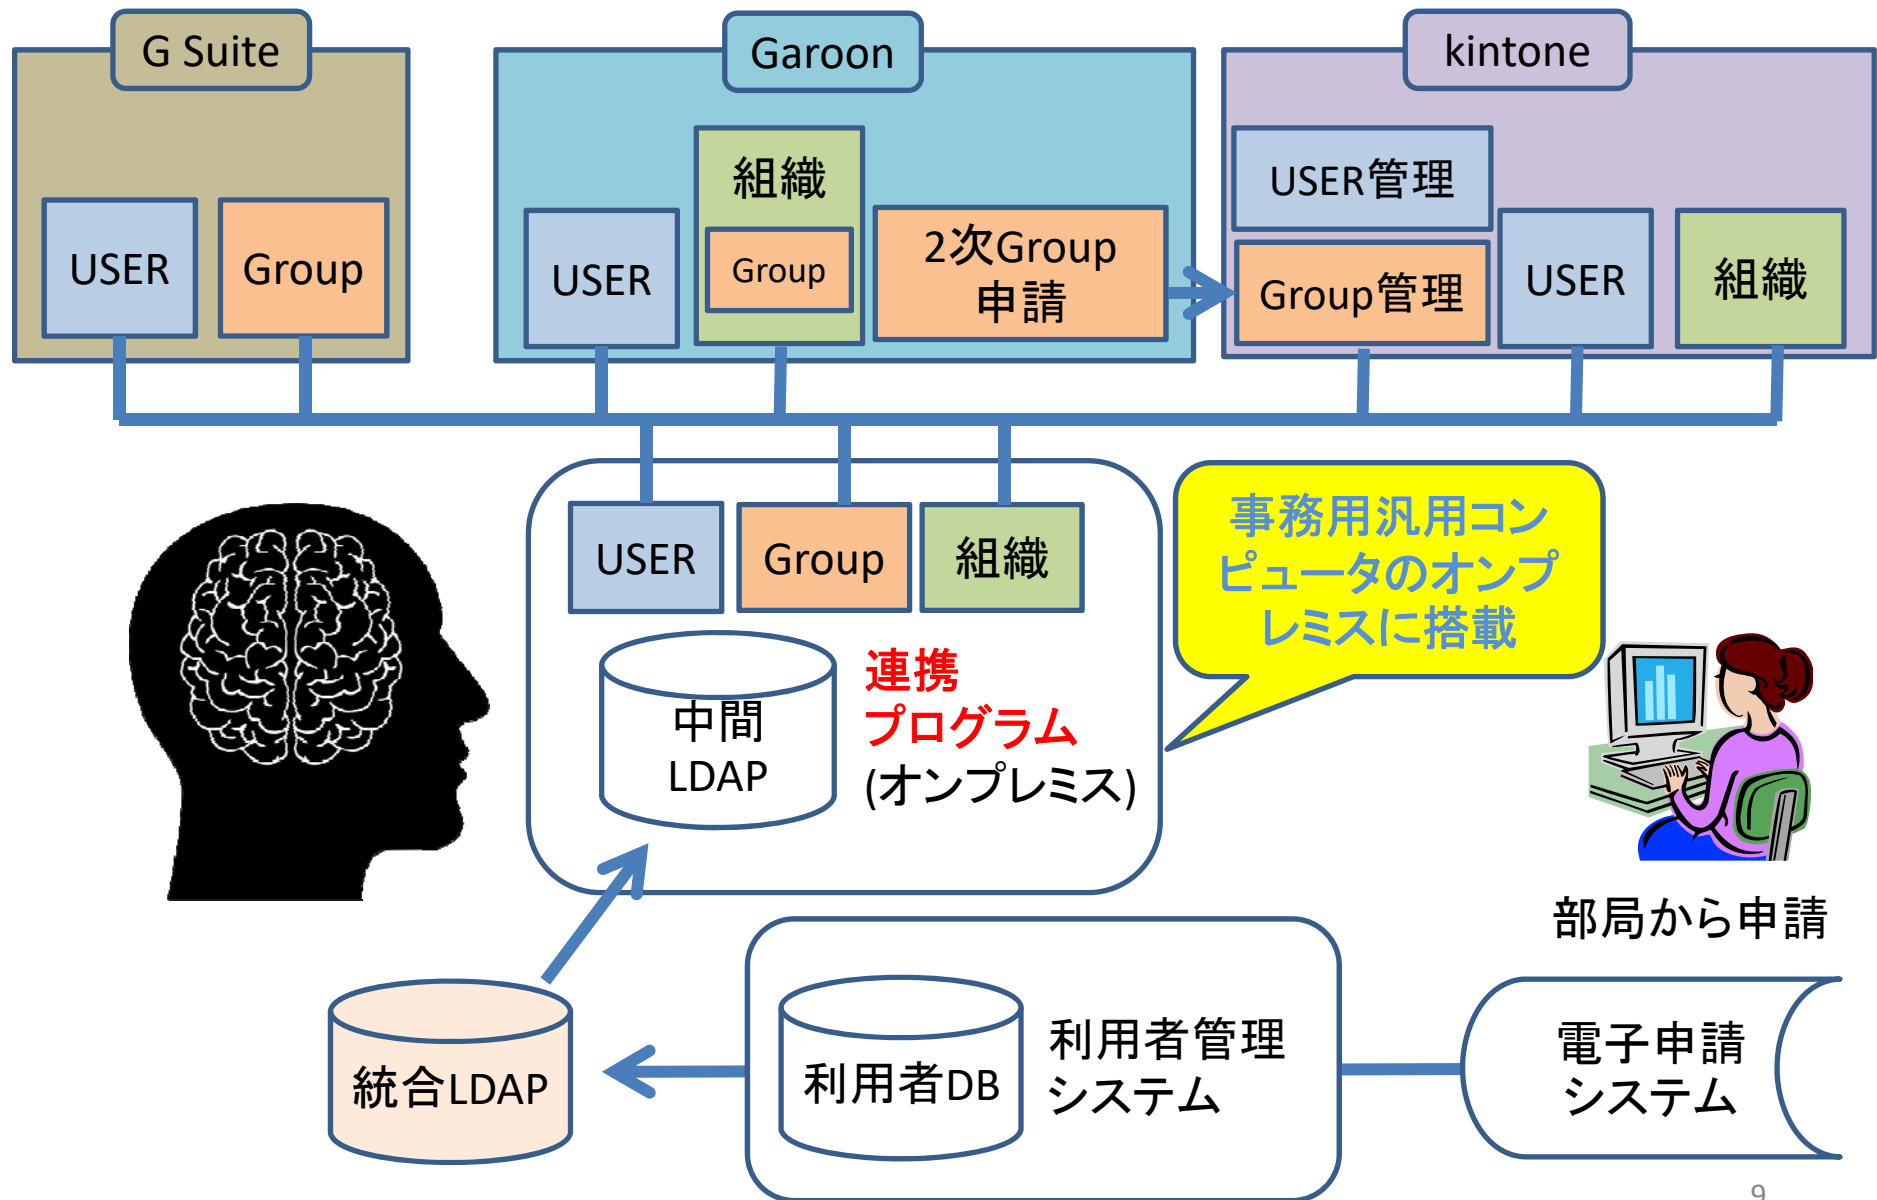 G Suite
Garoon
kintone
USER
Group
USER
組織
Group
2次Group
申請
USER管理
Group管理
USER
組織
USER
Group
組織
中間
LDAP
連携
プログラム
(オンプレミス)
事務用汎用コン
ピュータのオンプ
レミスに搭載
部局から申請
統合LDAP
利用者DB
利用者管理
システム
電子申請
システム
9